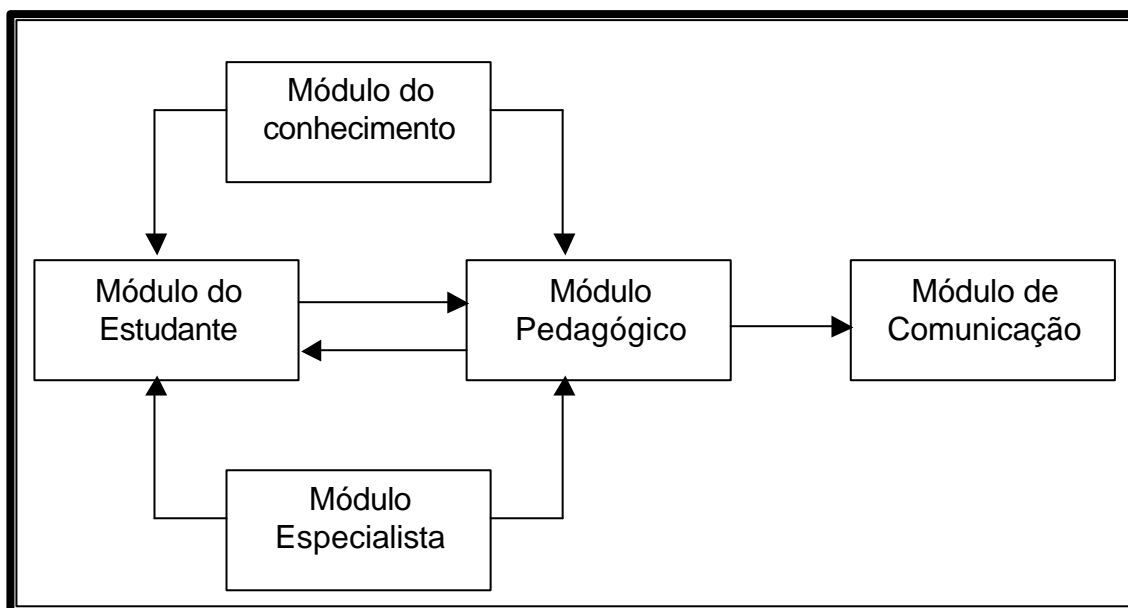 Módulo do
conhecimento
Módulo do
Estudante
Módulo
Pedagógico
Módulo de
Comunicação
Módulo
Especialista